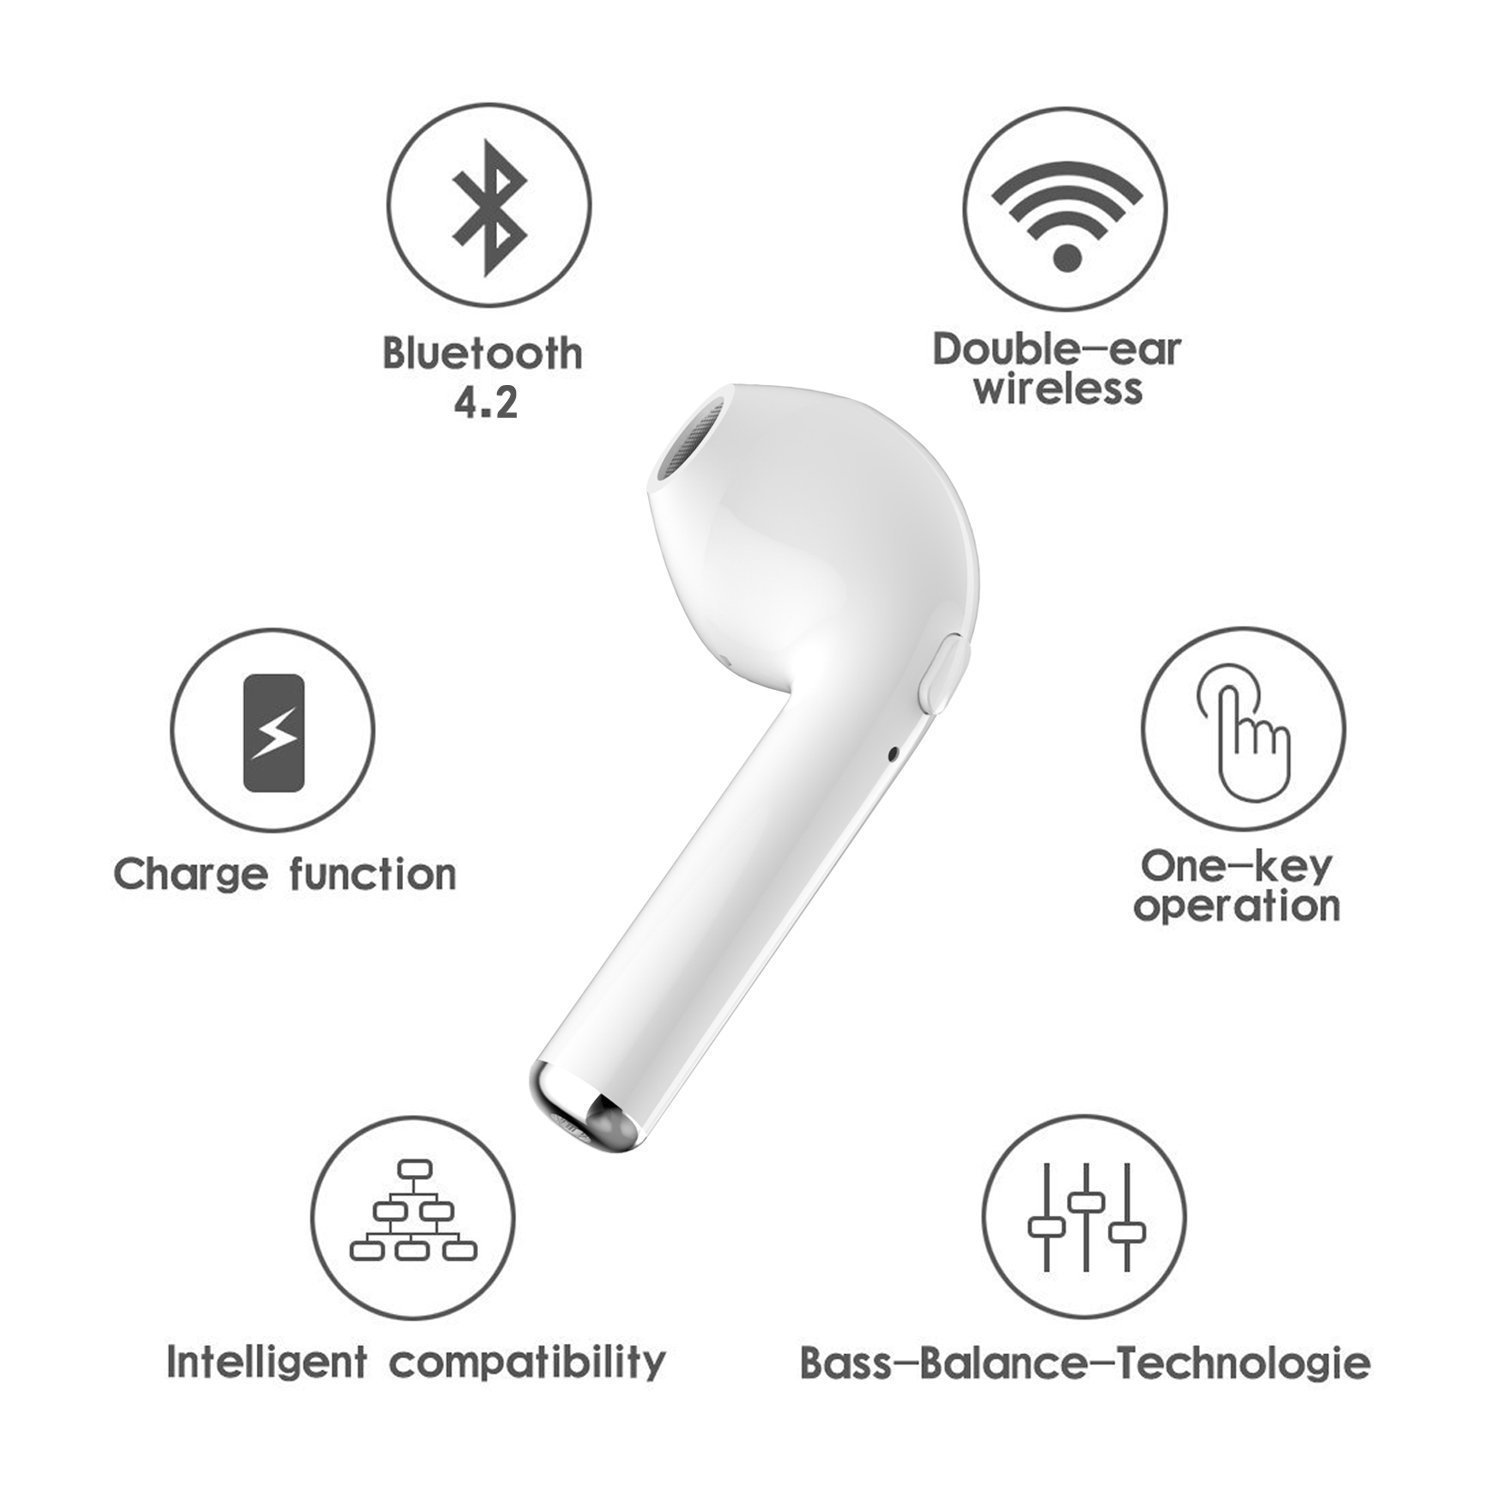 Bluetooth
4.2
Double-ear
wireless
Charge function
One-key
operation
Intelligent compatibility
Bass-Balance-Technologie